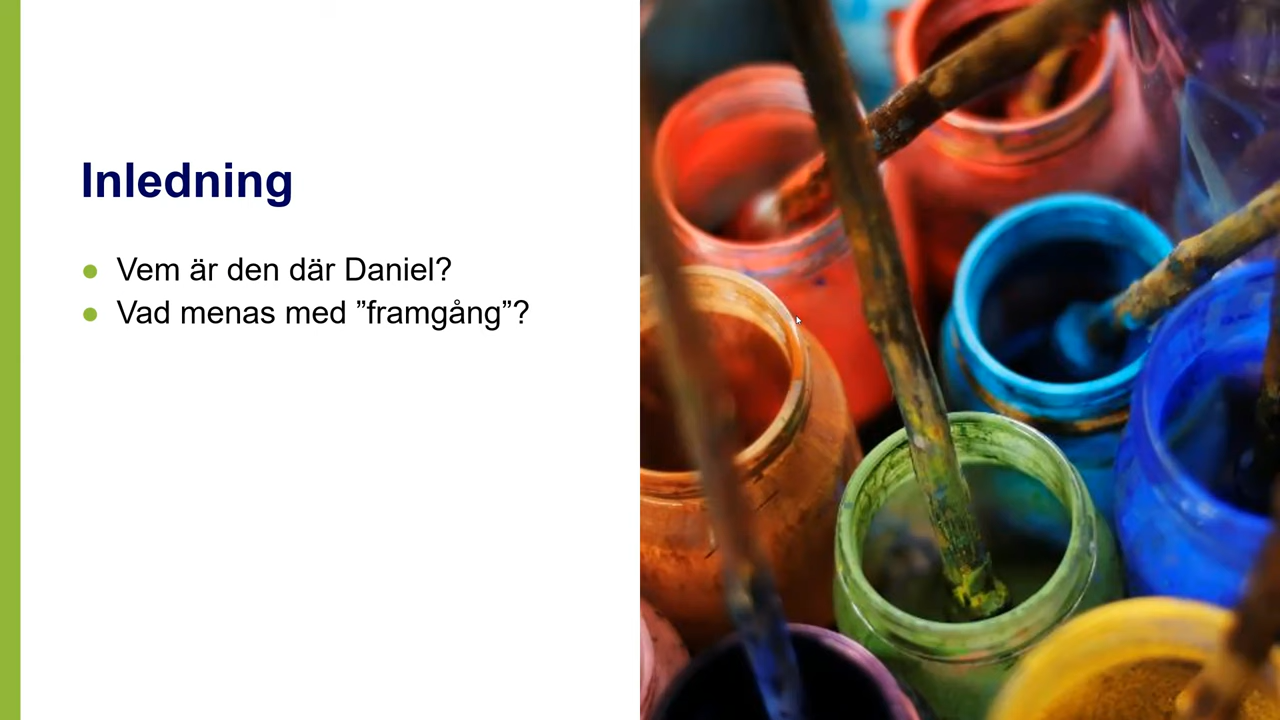 Inledning
● Vem är den där Daniel?
● Vad menas med ”framgång”?